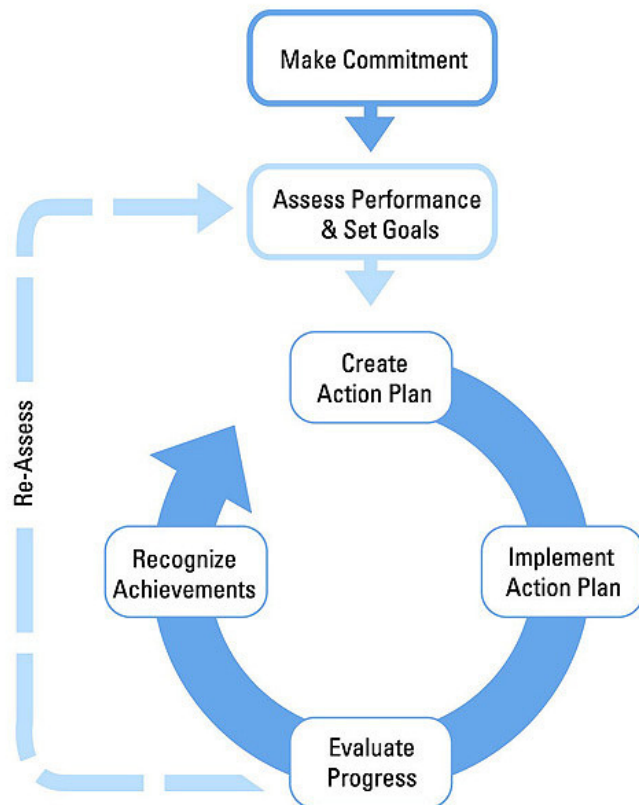 Make Commitment
Assess Performance
& Set Goals
Create
Action Plan
Re-Assess
Recognize
Achievements
Implement
Action Plan
Evaluate
Progress